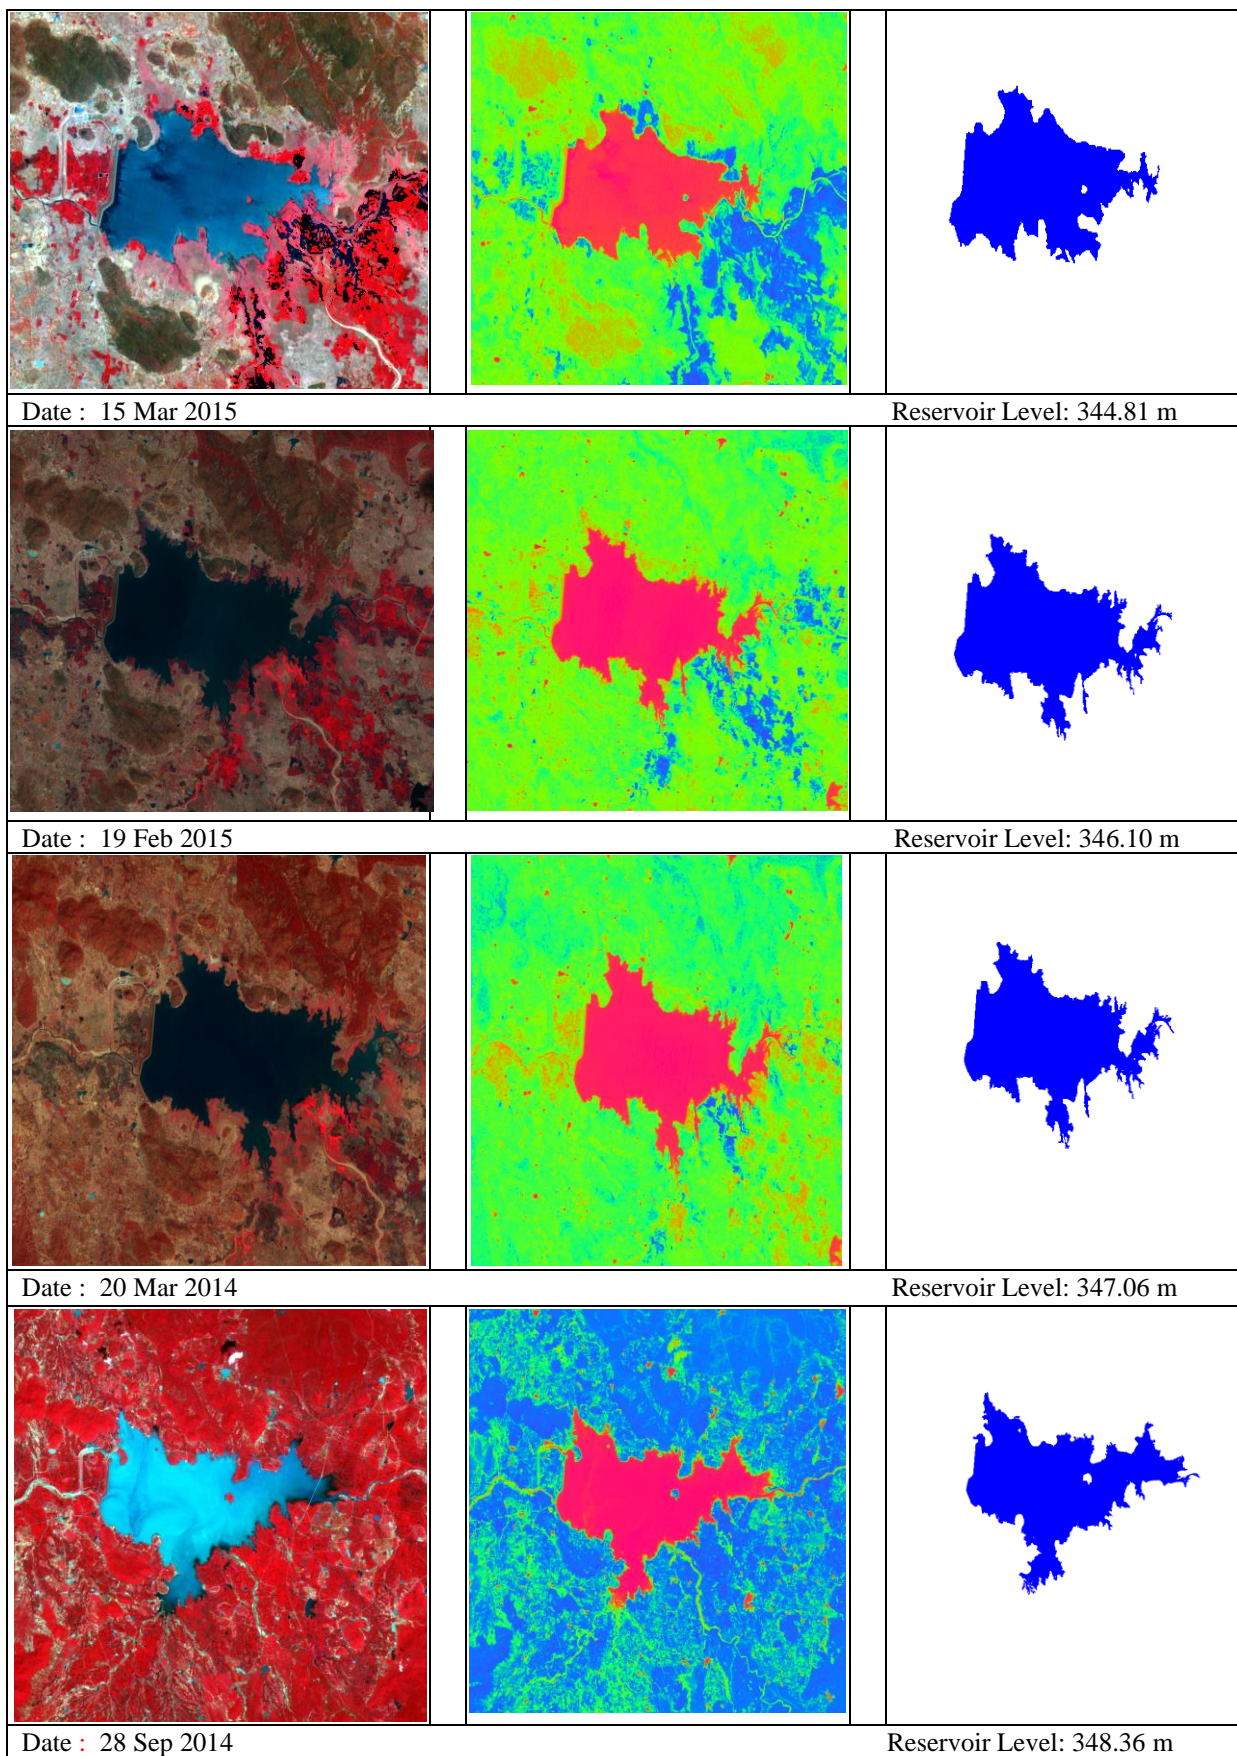 Date : 15 Mar 2015 Reservoir Level: 344.81 m
Date : 19 Feb 2015 Reservoir Level: 346.10 m
Date : 20 Mar 2014 Reservoir Level: 347.06 m
Date : 28 Sep 2014 Reservoir Level: 348.36 m